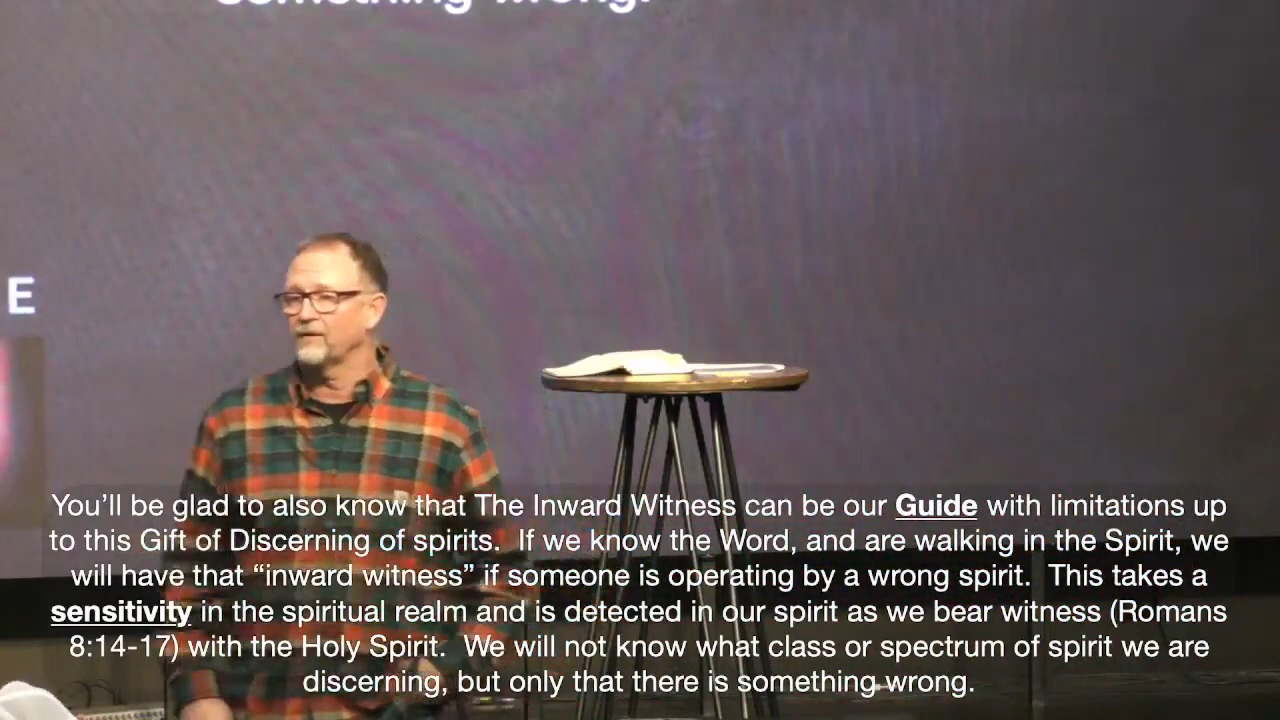 something wrong.
E
You’ll be glad to also know that The Inward Witness can be our Guide with limitations up
to this Gift of Discerning of spirits.  If we know the Word, and are walking in the Spirit, we
will have that “inward witness” if someone is operating by a wrong spirit.  This takes a
sensitivity in the spiritual realm and is detected in our spirit as we bear witness (Romans
8:14-17) with the Holy Spirit.  We will not know what class or spectrum of spirit we are
discerning, but only that there is something wrong.